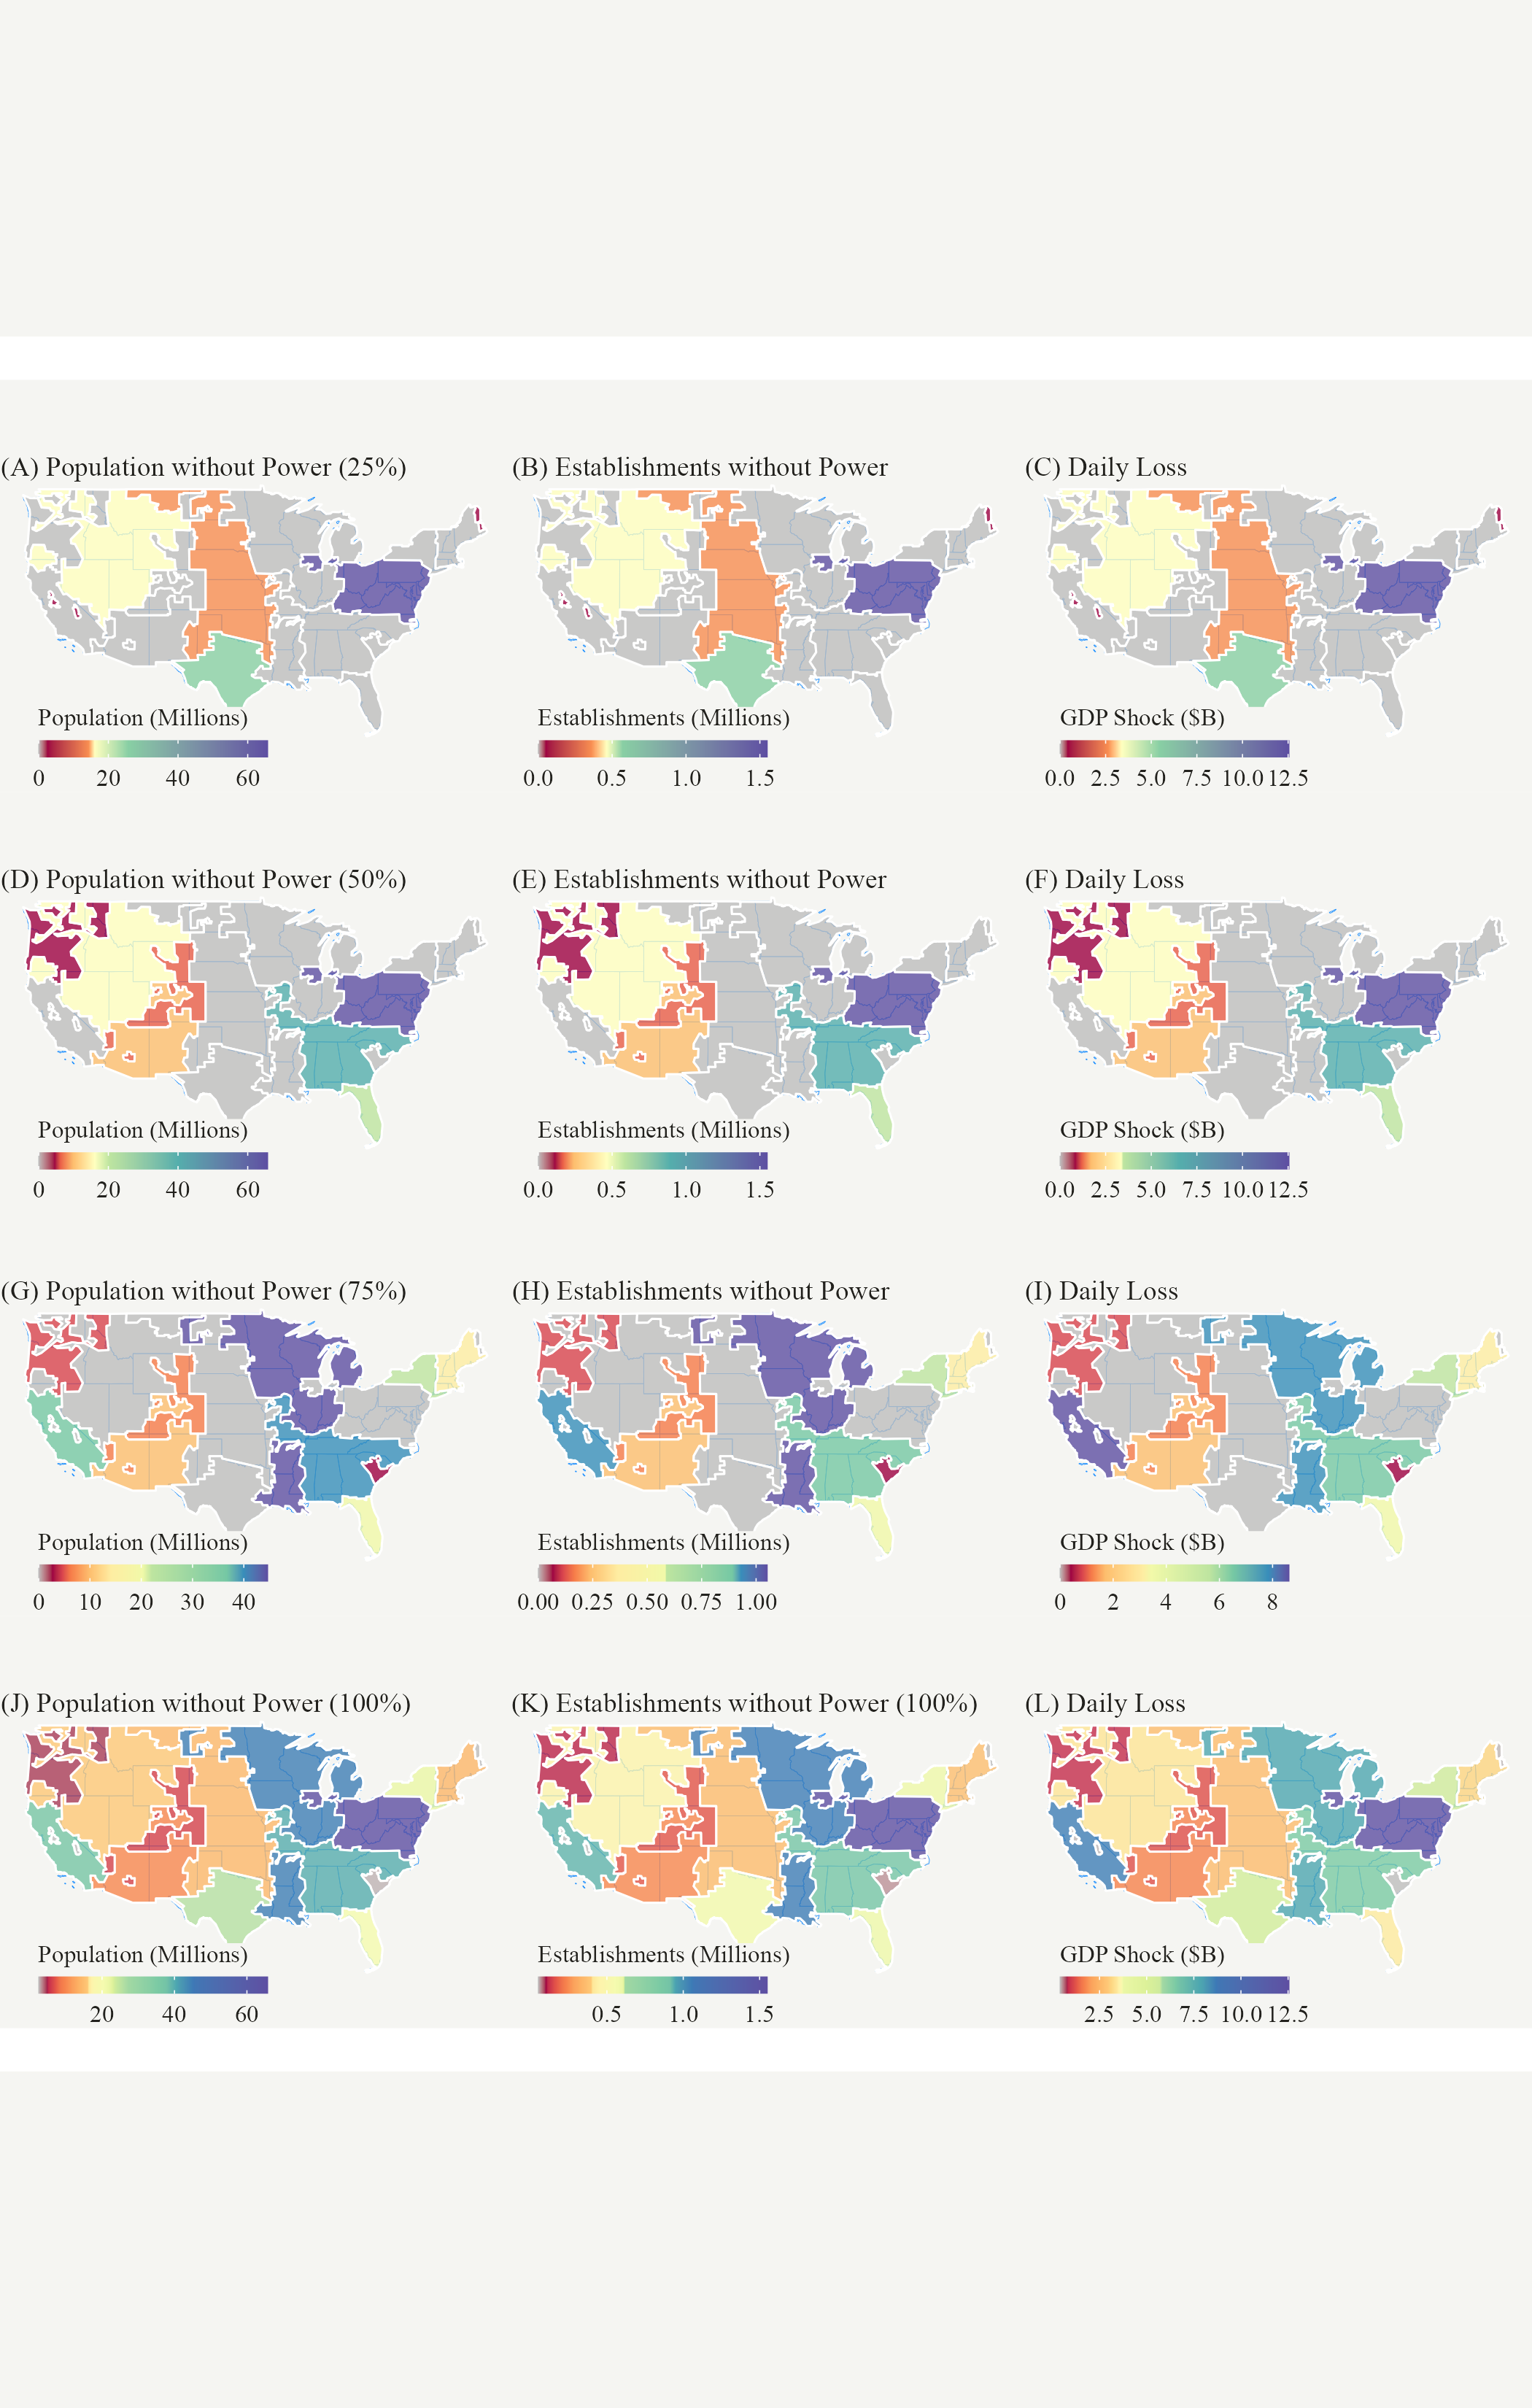 (A) Population without Power (25%)
(B) Establishments without Power
(C) Daily Loss
Population (Millions)
0 20 40 60
Establishments (Millions)
0.0 0.5 1.0 1.5
GDP Shock ($B)
0.0 2.5 5.0 7.5 10.0 12.5
(D) Population without Power (50%)
(E) Establishments without Power
(F) Daily Loss
Population (Millions)
0 20 40 60
Establishments (Millions)
0.0 0.5 1.0 1.5
GDP Shock ($B)
0.0 2.5 5.0 7.5 10.0 12.5
(G) Population without Power (75%)
(H) Establishments without Power
(I) Daily Loss
Population (Millions)
0 10 20 30 40
Establishments (Millions)
0.00 0.25 0.50 0.75 1.00
GDP Shock ($B)
0 2 4 6 8
(J) Population without Power (100%)
(K) Establishments without Power (100%)
(L) Daily Loss
Population (Millions)
20 40 60
Establishments (Millions)
0.5 1.0 1.5
GDP Shock ($B)
2.5 5.0 7.5 10.0 12.5